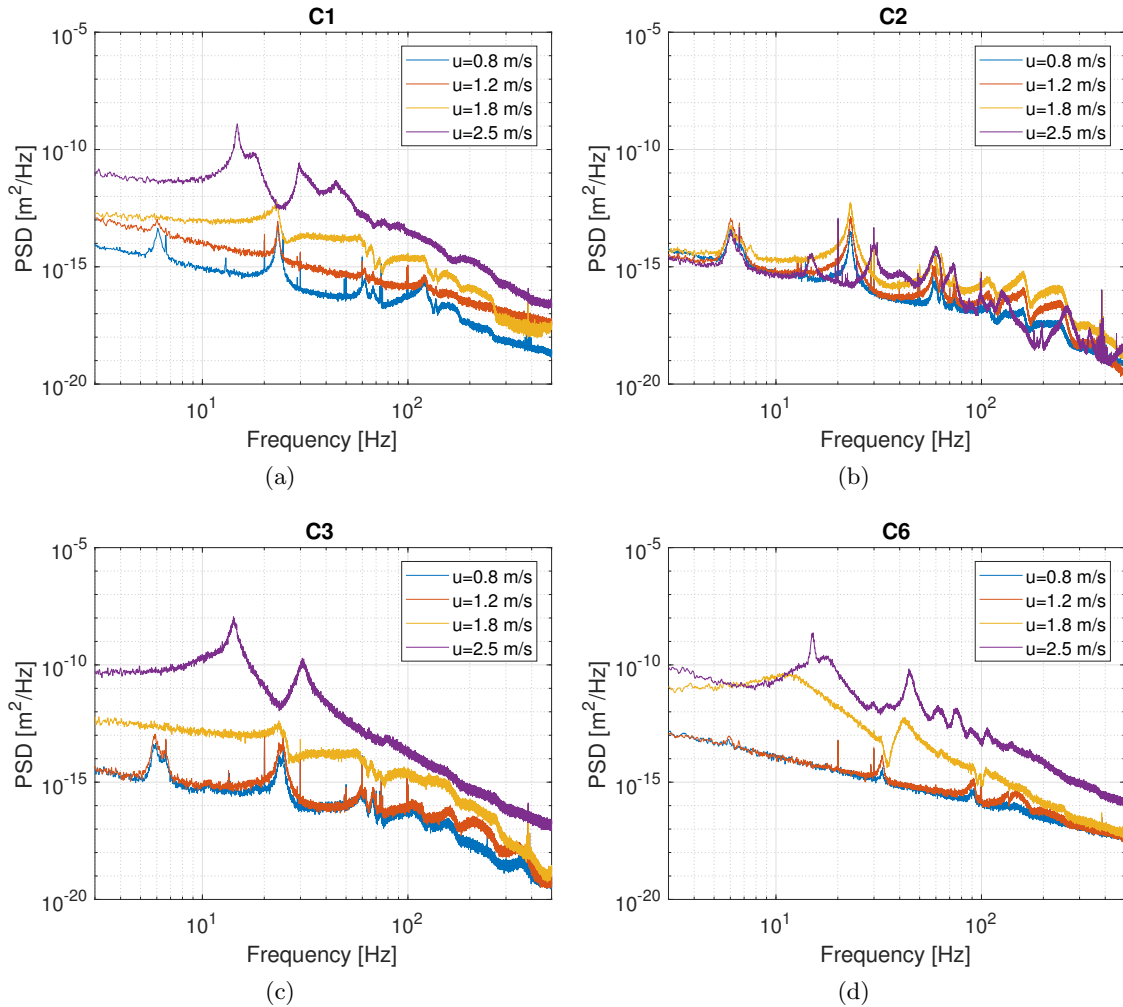 C1
10^-5
10^-10
10^-15
10^-20
PSD [m^2/Hz]
u=0.8 m/s
u=1.2 m/s
u=1.8 m/s
u=2.5 m/s
10^1
10^2
Frequency [Hz]
(a)
C2
10^-5
10^-10
10^-15
10^-20
PSD [m^2/Hz]
u=0.8 m/s
u=1.2 m/s
u=1.8 m/s
u=2.5 m/s
10^1
10^2
Frequency [Hz]
(b)
C3
10^-5
10^-10
10^-15
10^-20
PSD [m^2/Hz]
u=0.8 m/s
u=1.2 m/s
u=1.8 m/s
u=2.5 m/s
10^1
10^2
Frequency [Hz]
(c)
C6
10^-5
10^-10
10^-15
10^-20
PSD [m^2/Hz]
u=0.8 m/s
u=1.2 m/s
u=1.8 m/s
u=2.5 m/s
10^1
10^2
Frequency [Hz]
(d)